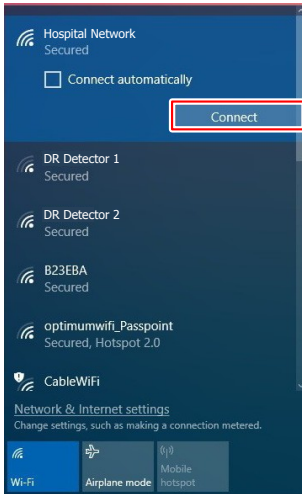 Hospital Network
Secured
Connect automatically
Connect
DR Detector 1
Secured
DR Detector 2
Secured
B23EBA
Secured
optimumwifi_Passpoint
Secured, Hotspot 2.0
CableWiFi
Network & Internet settings
Change settings, such as making a connection metered.
Wi-Fi
Airplane mode
Mobile
hotspot